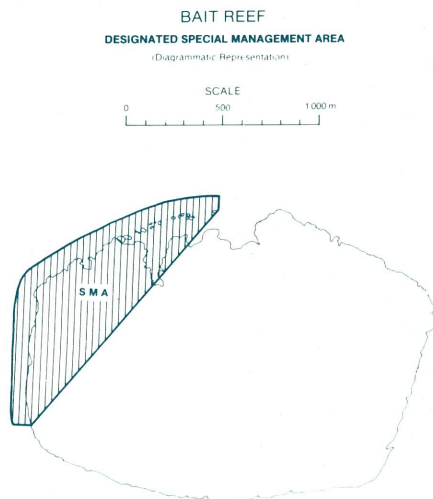 BAIT REEF
DESIGNATED SPECIAL MANAGEMENT AREA
(Diagrammatic Representation)
SCALE
0 500 1 000 m
SMA